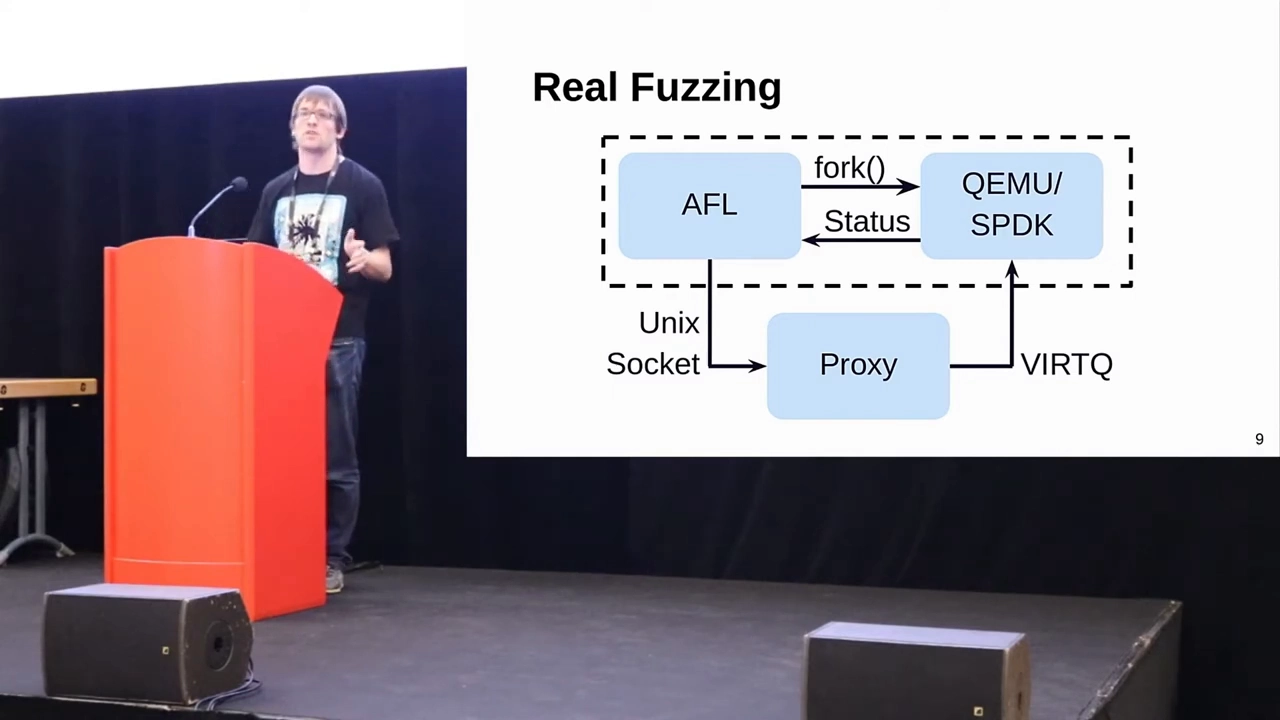 Real Fuzzing
AFL
fork()
Status
QEMU/
SPDK
Unix
Socket
Proxy
VIRTQ
9